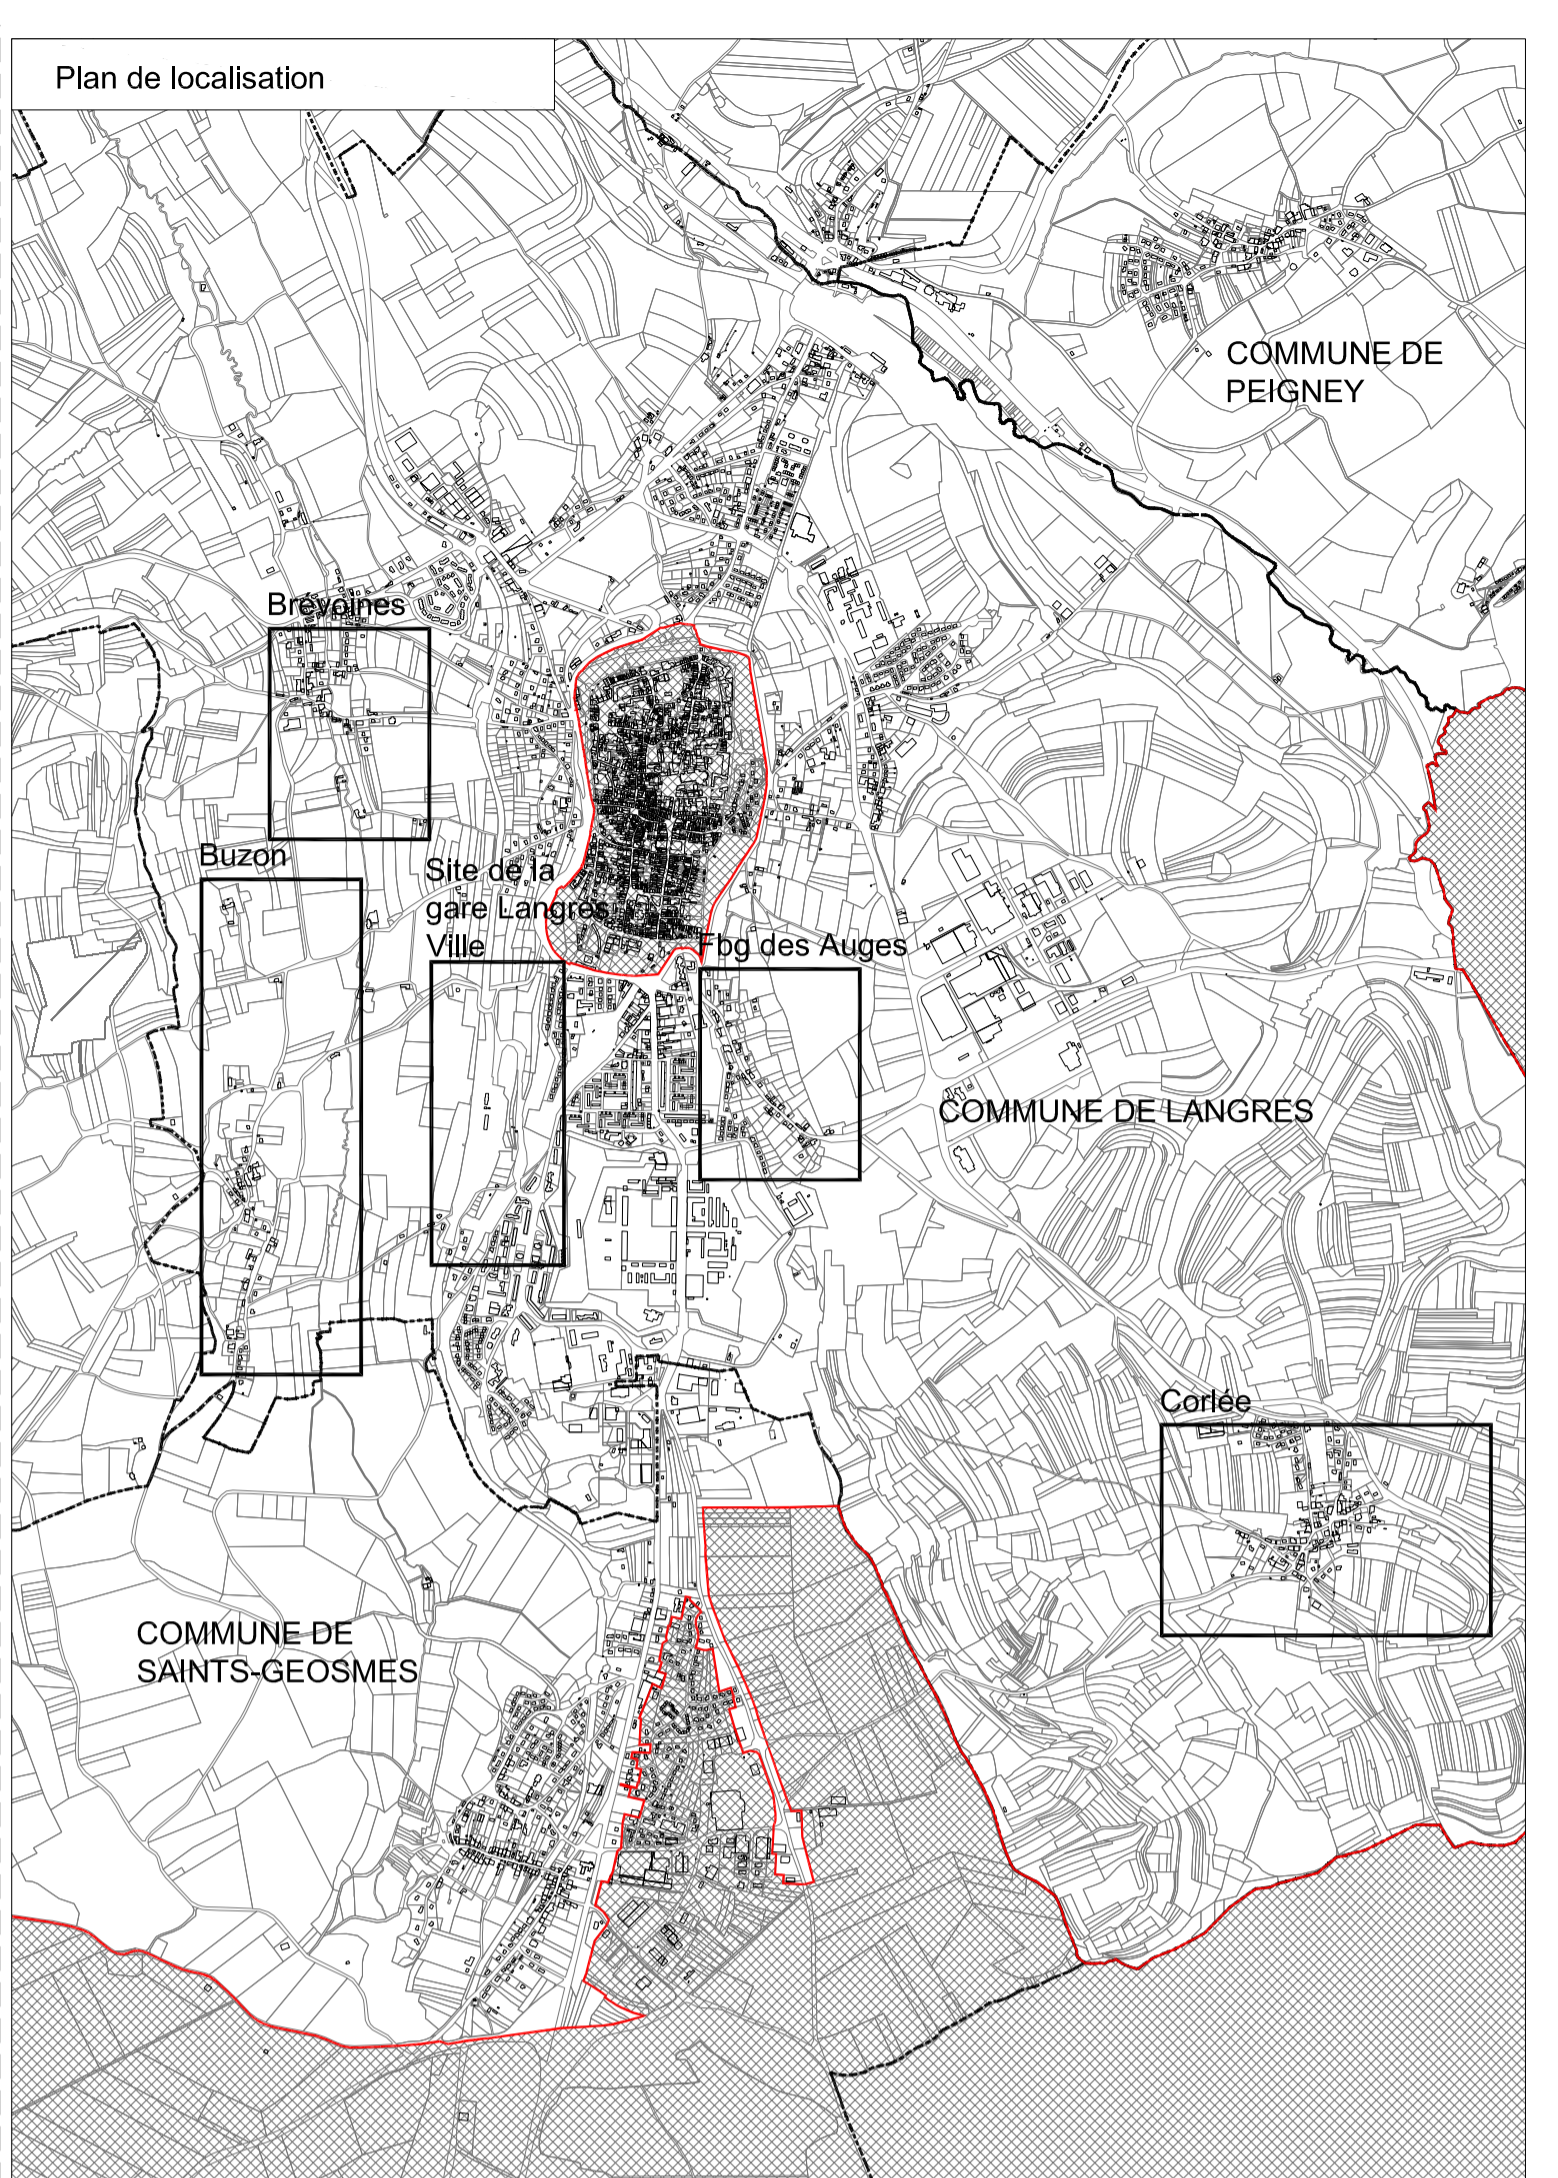 Plan de localisation
COMMUNE DE
PEIGNEY
Brevoines
Buzon
Site de la
gare Langres
Ville
Fbg des Auges
COMMUNE DE LANGRES
Corlée
COMMUNE DE
SAINTS-GEOSMES